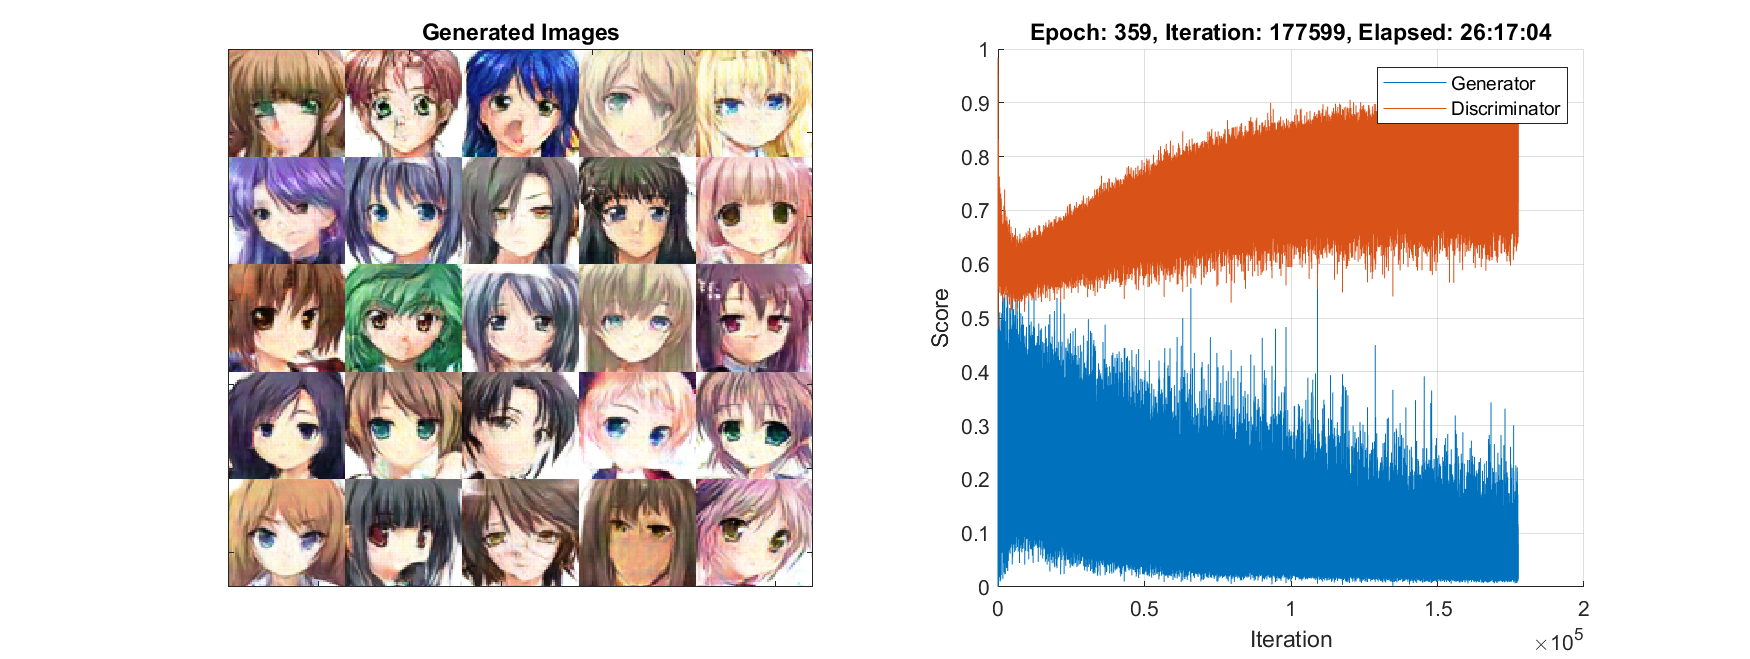 Generated Images
Epoch: 359, Iteration: 177599, Elapsed: 26:17:04
Generator
Discriminator
1
0.9
0.8
0.7
0.6
0.5
0.4
0.3
0.2
0.1
0
Score
0 0.5 1 1.5 2
Iteration
×10⁵